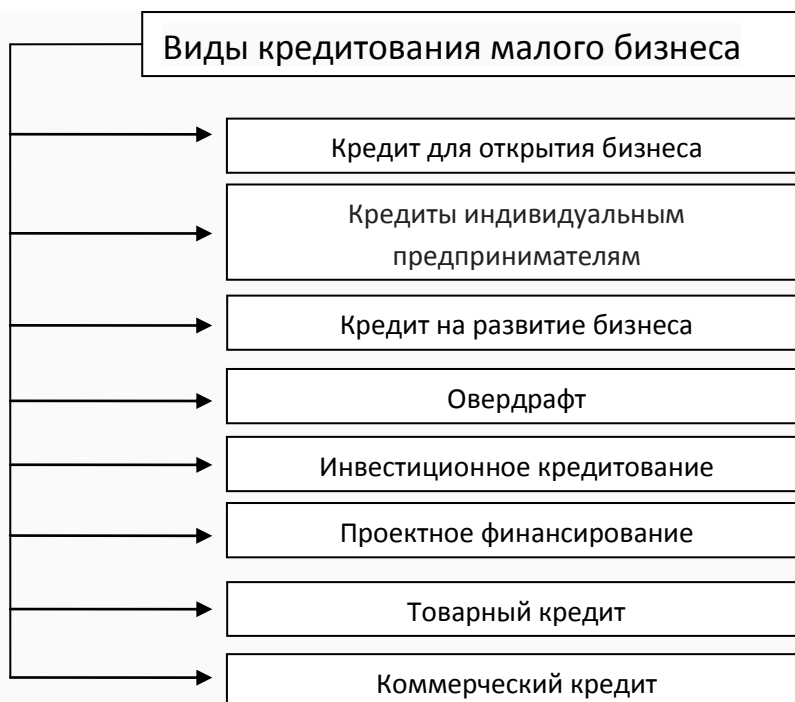 Виды кредитования малого бизнеса
Кредит для открытия бизнеса
Кредиты индивидуальным
предпринимателям
Кредит на развитие бизнеса
Овердрафт
Инвестиционное кредитование
Проектное финансирование
Товарный кредит
Коммерческий кредит